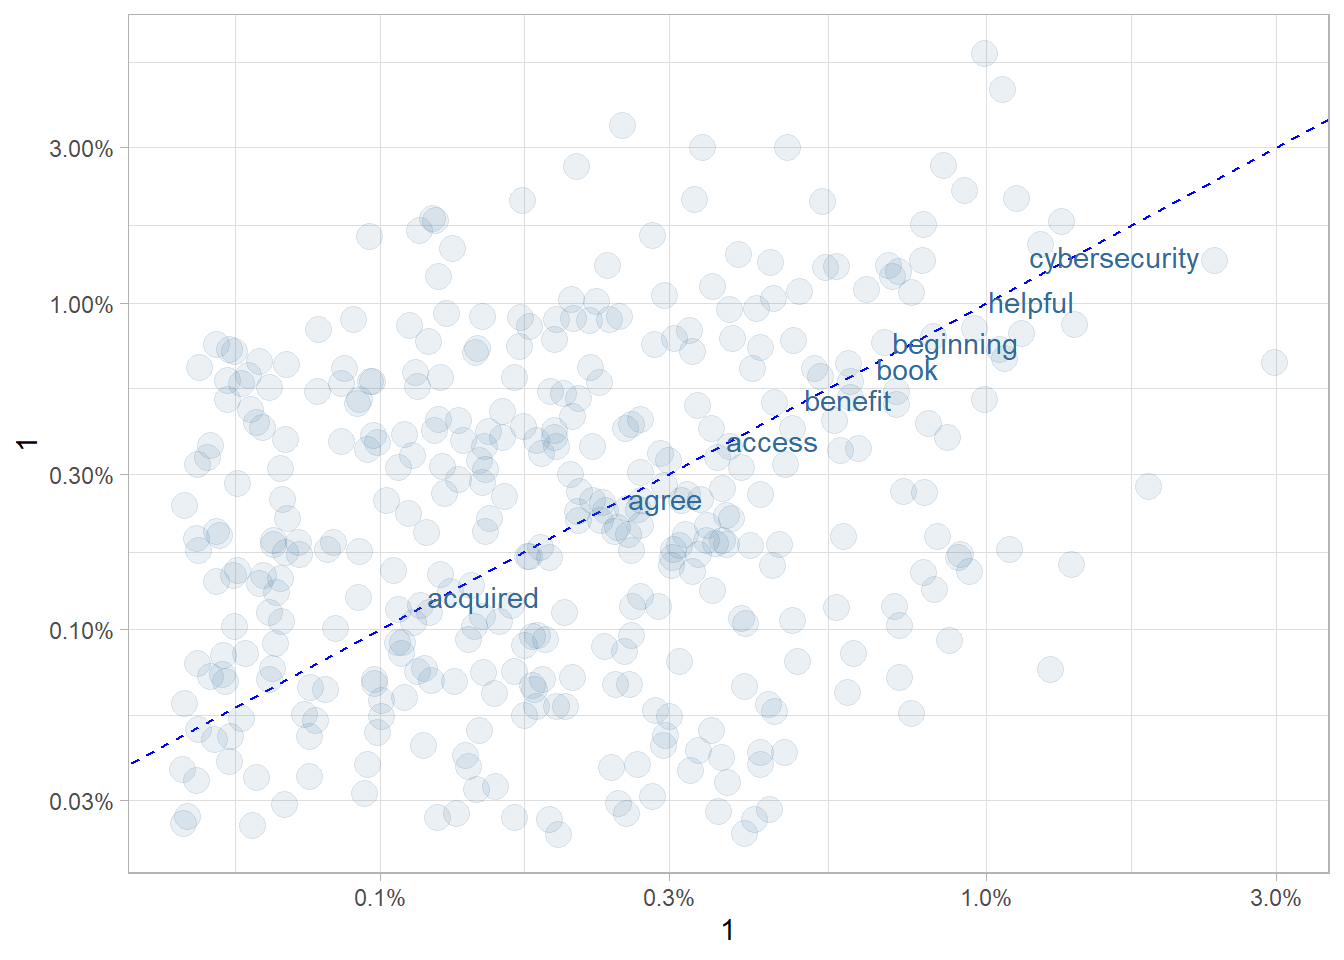 3.00%
1.00%
0.30%
0.10%
0.03%
1
cybersecurity
helpful
beginning
book
benefit
access
agree
acquired
0.1%
0.3%
1.0%
3.0%
1